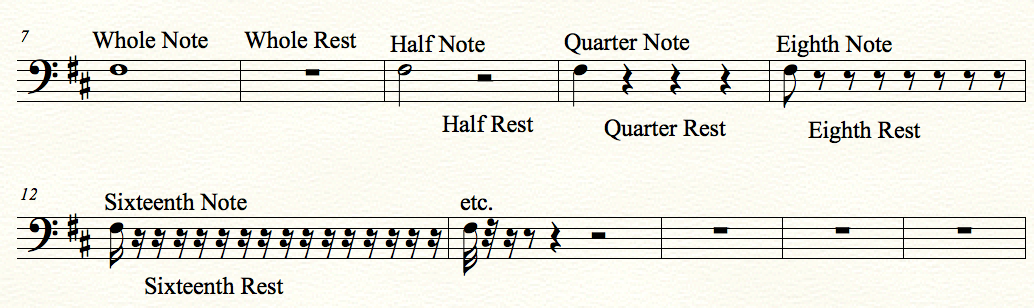 7
Whole Note Whole Rest Half Note Quarter Note Eighth Note
Half Rest Quarter Rest Eighth Rest
12
Sixteenth Note etc.
Sixteenth Rest